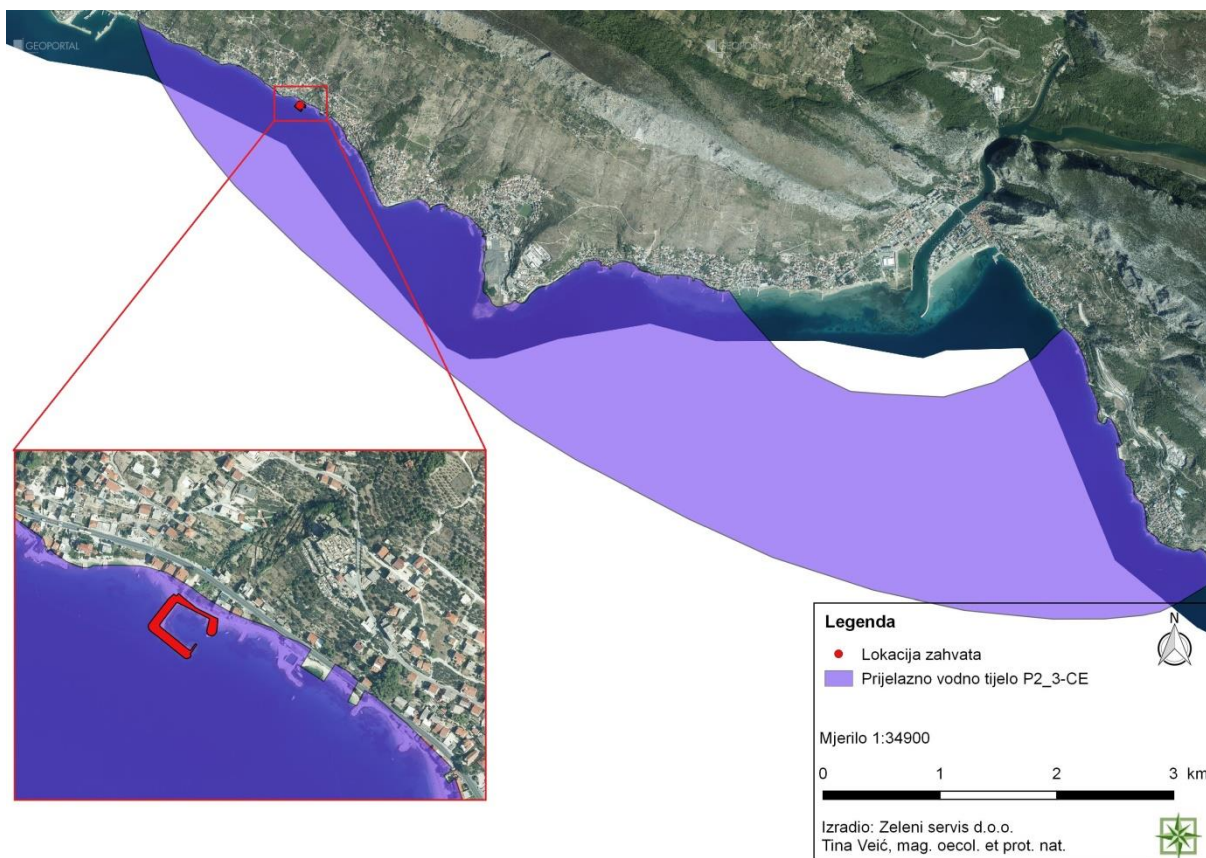 GEOPORTAL
GEOPORTAL
Legenda
N
Lokacija zahvata
Prijelazno vodno tijelo P2_3-CE
Mjerilo 1:34900
0 1 2 3 km
Izradio: Zeleni servis d.o.o.
Tina Veić, mag. oecol. et prot. nat.